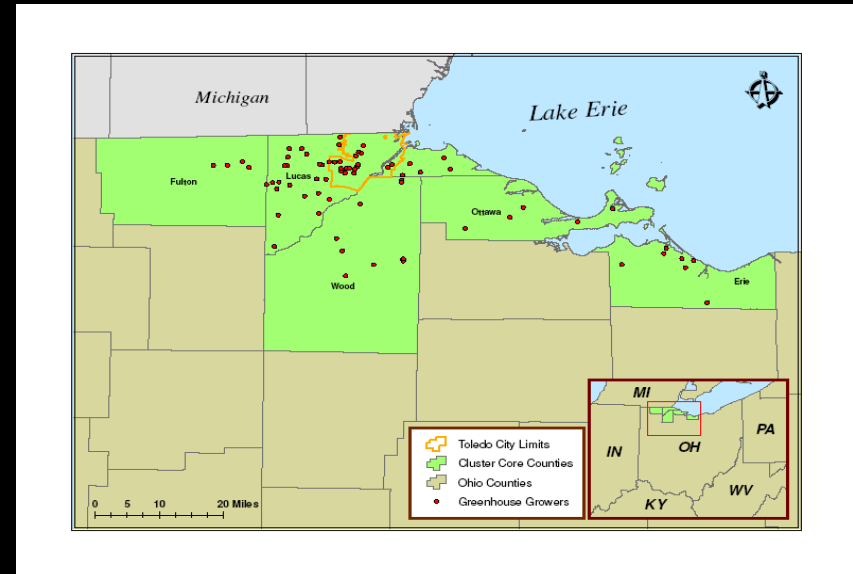 Michigan
Lake Erie
Fulton
Lucas
Ottawa
Wood
Erie
MI
PA
IN
OH
WV
KY
Toledo City Limits
Cluster Core Counties
Ohio Counties
Greenhouse Growers
0 5 10 20 Miles